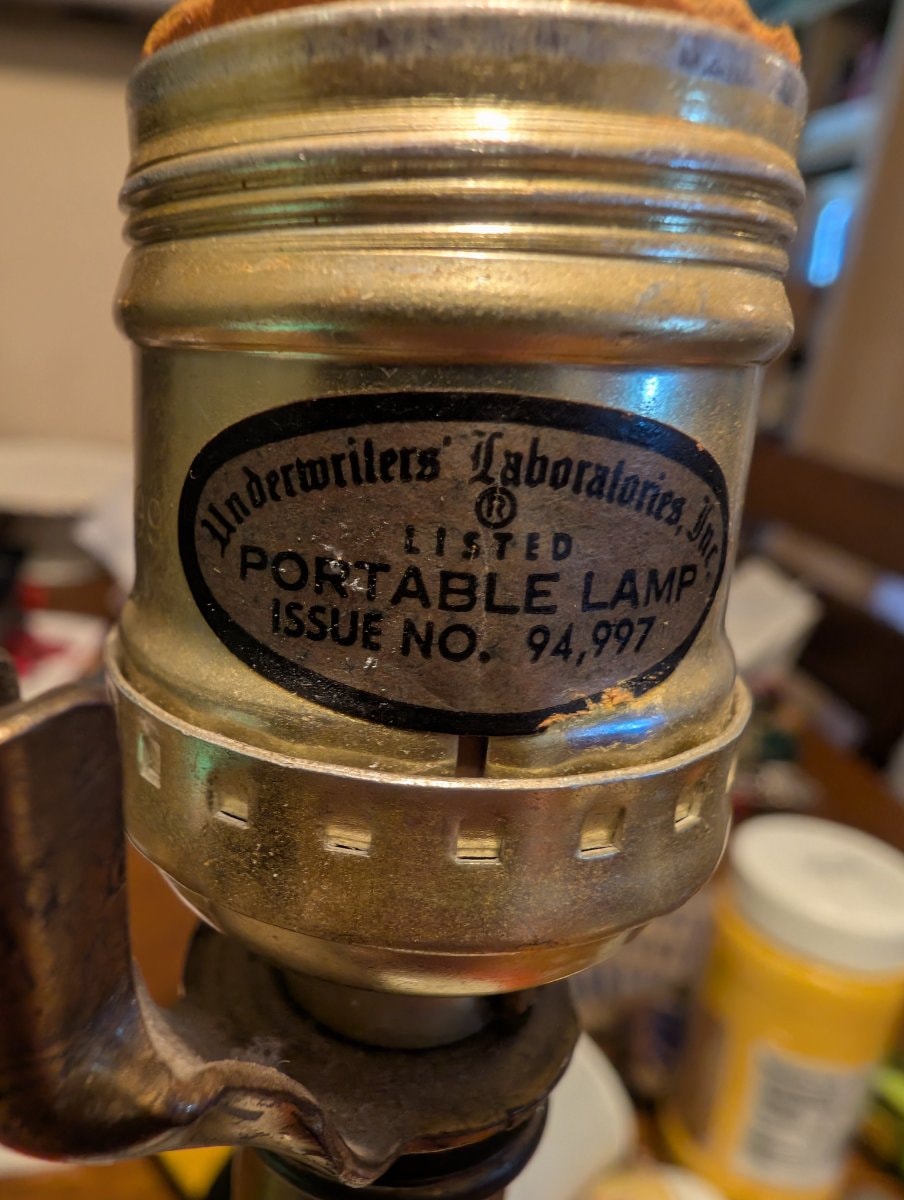 Underwriters' Laboratories, Inc.
®
LISTED
PORTABLE LAMP
ISSUE NO. 94,997